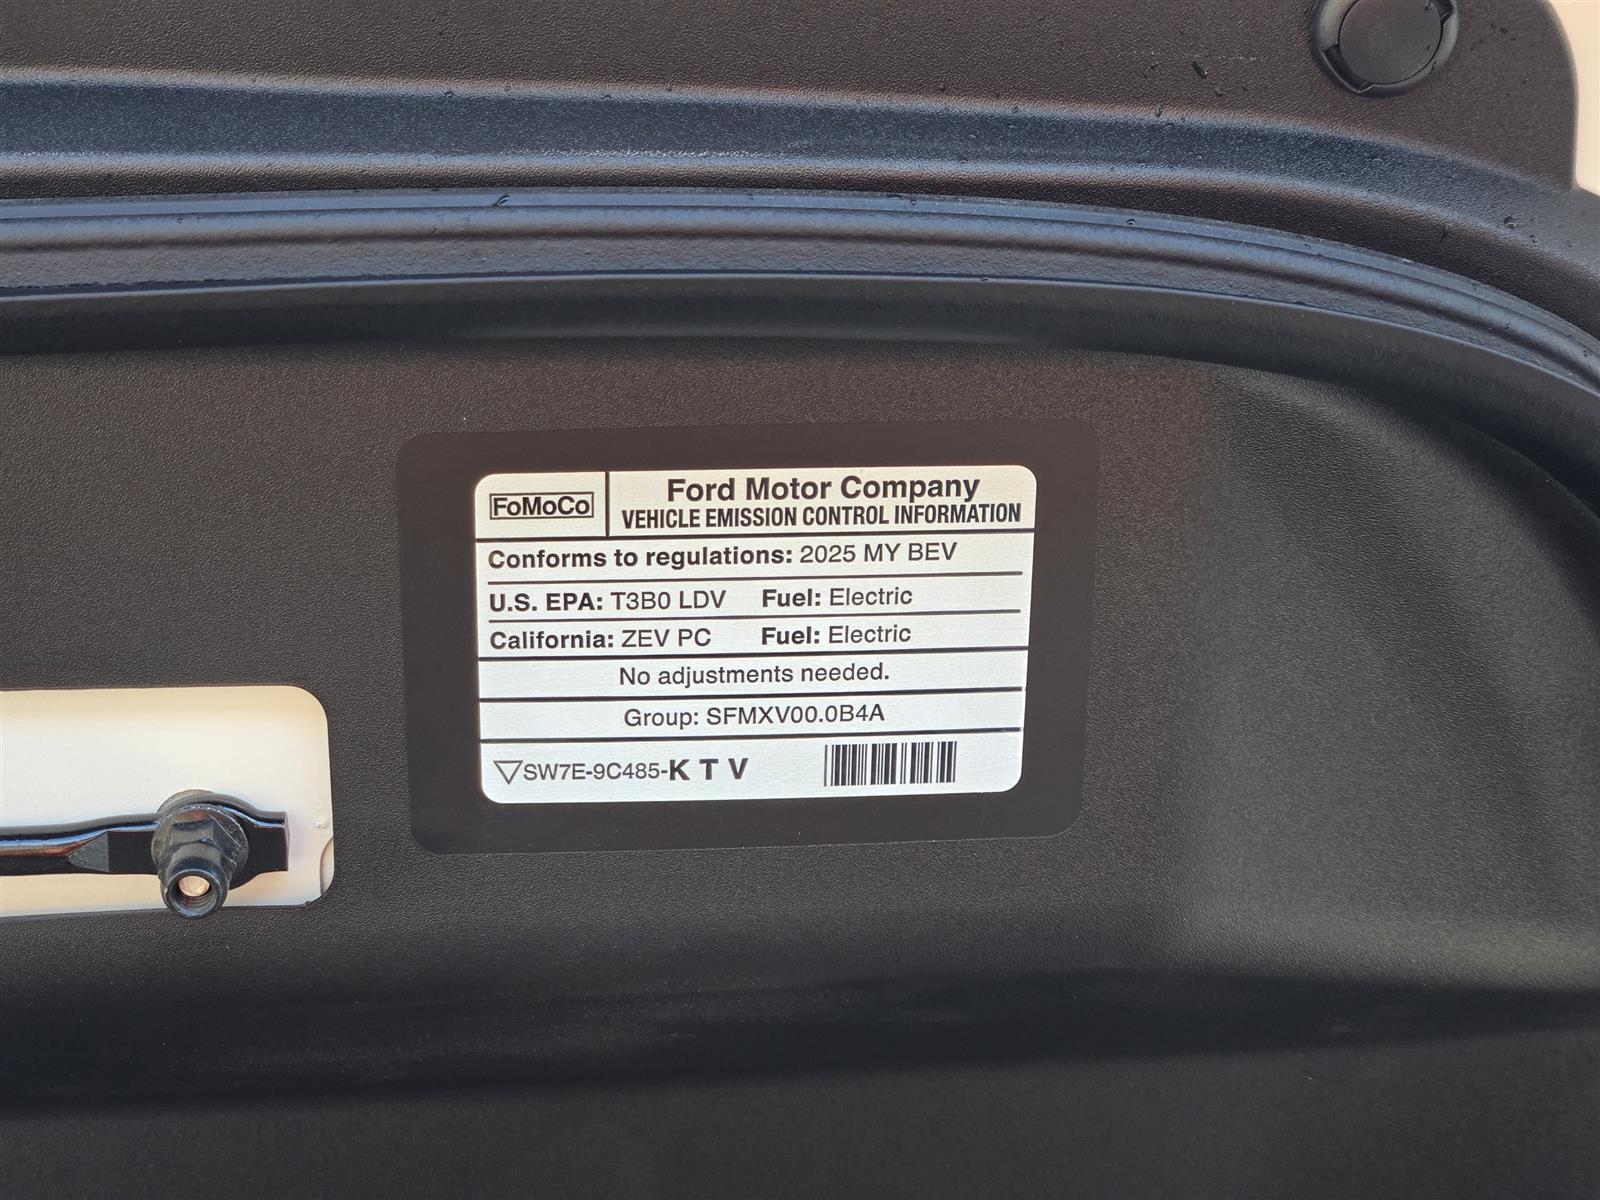 FoMoCo
Ford Motor Company
VEHICLE EMISSION CONTROL INFORMATION
Conforms to regulations: 2025 MY BEV
U.S. EPA: T3B0 LDV Fuel: Electric
California: ZEV PC Fuel: Electric
No adjustments needed.
Group: SFMXV00.0B4A
SW7E-9C485-K T V